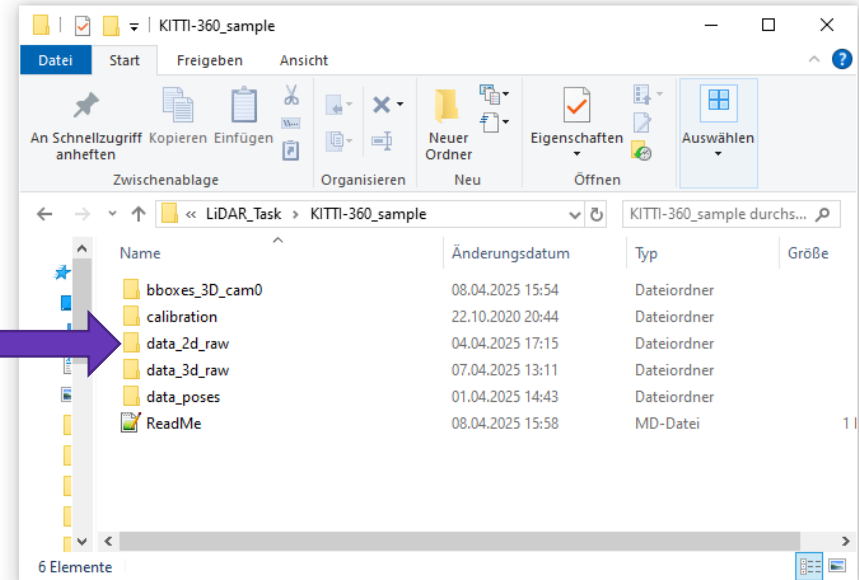 KITTI-360_sample
Datei Start Freigeben Ansicht
An Schnellzugriff anheften
Kopieren
Einfügen
Neuer Ordner
Eigenschaften
Auswählen
Zwischenablage Organisieren Neu Öffnen
« LiDAR_Task › KITTI-360_sample
KITTI-360_sample durchs...
Name Änderungsdatum Typ Größe
bboxes_3D_cam0 08.04.2025 15:54 Dateiordner
calibration 22.10.2020 20:44 Dateiordner
data_2d_raw 04.04.2025 17:15 Dateiordner
data_3d_raw 07.04.2025 13:11 Dateiordner
data_poses 01.04.2025 14:43 Dateiordner
ReadMe 08.04.2025 15:58 MD-Datei 1
6 Elemente